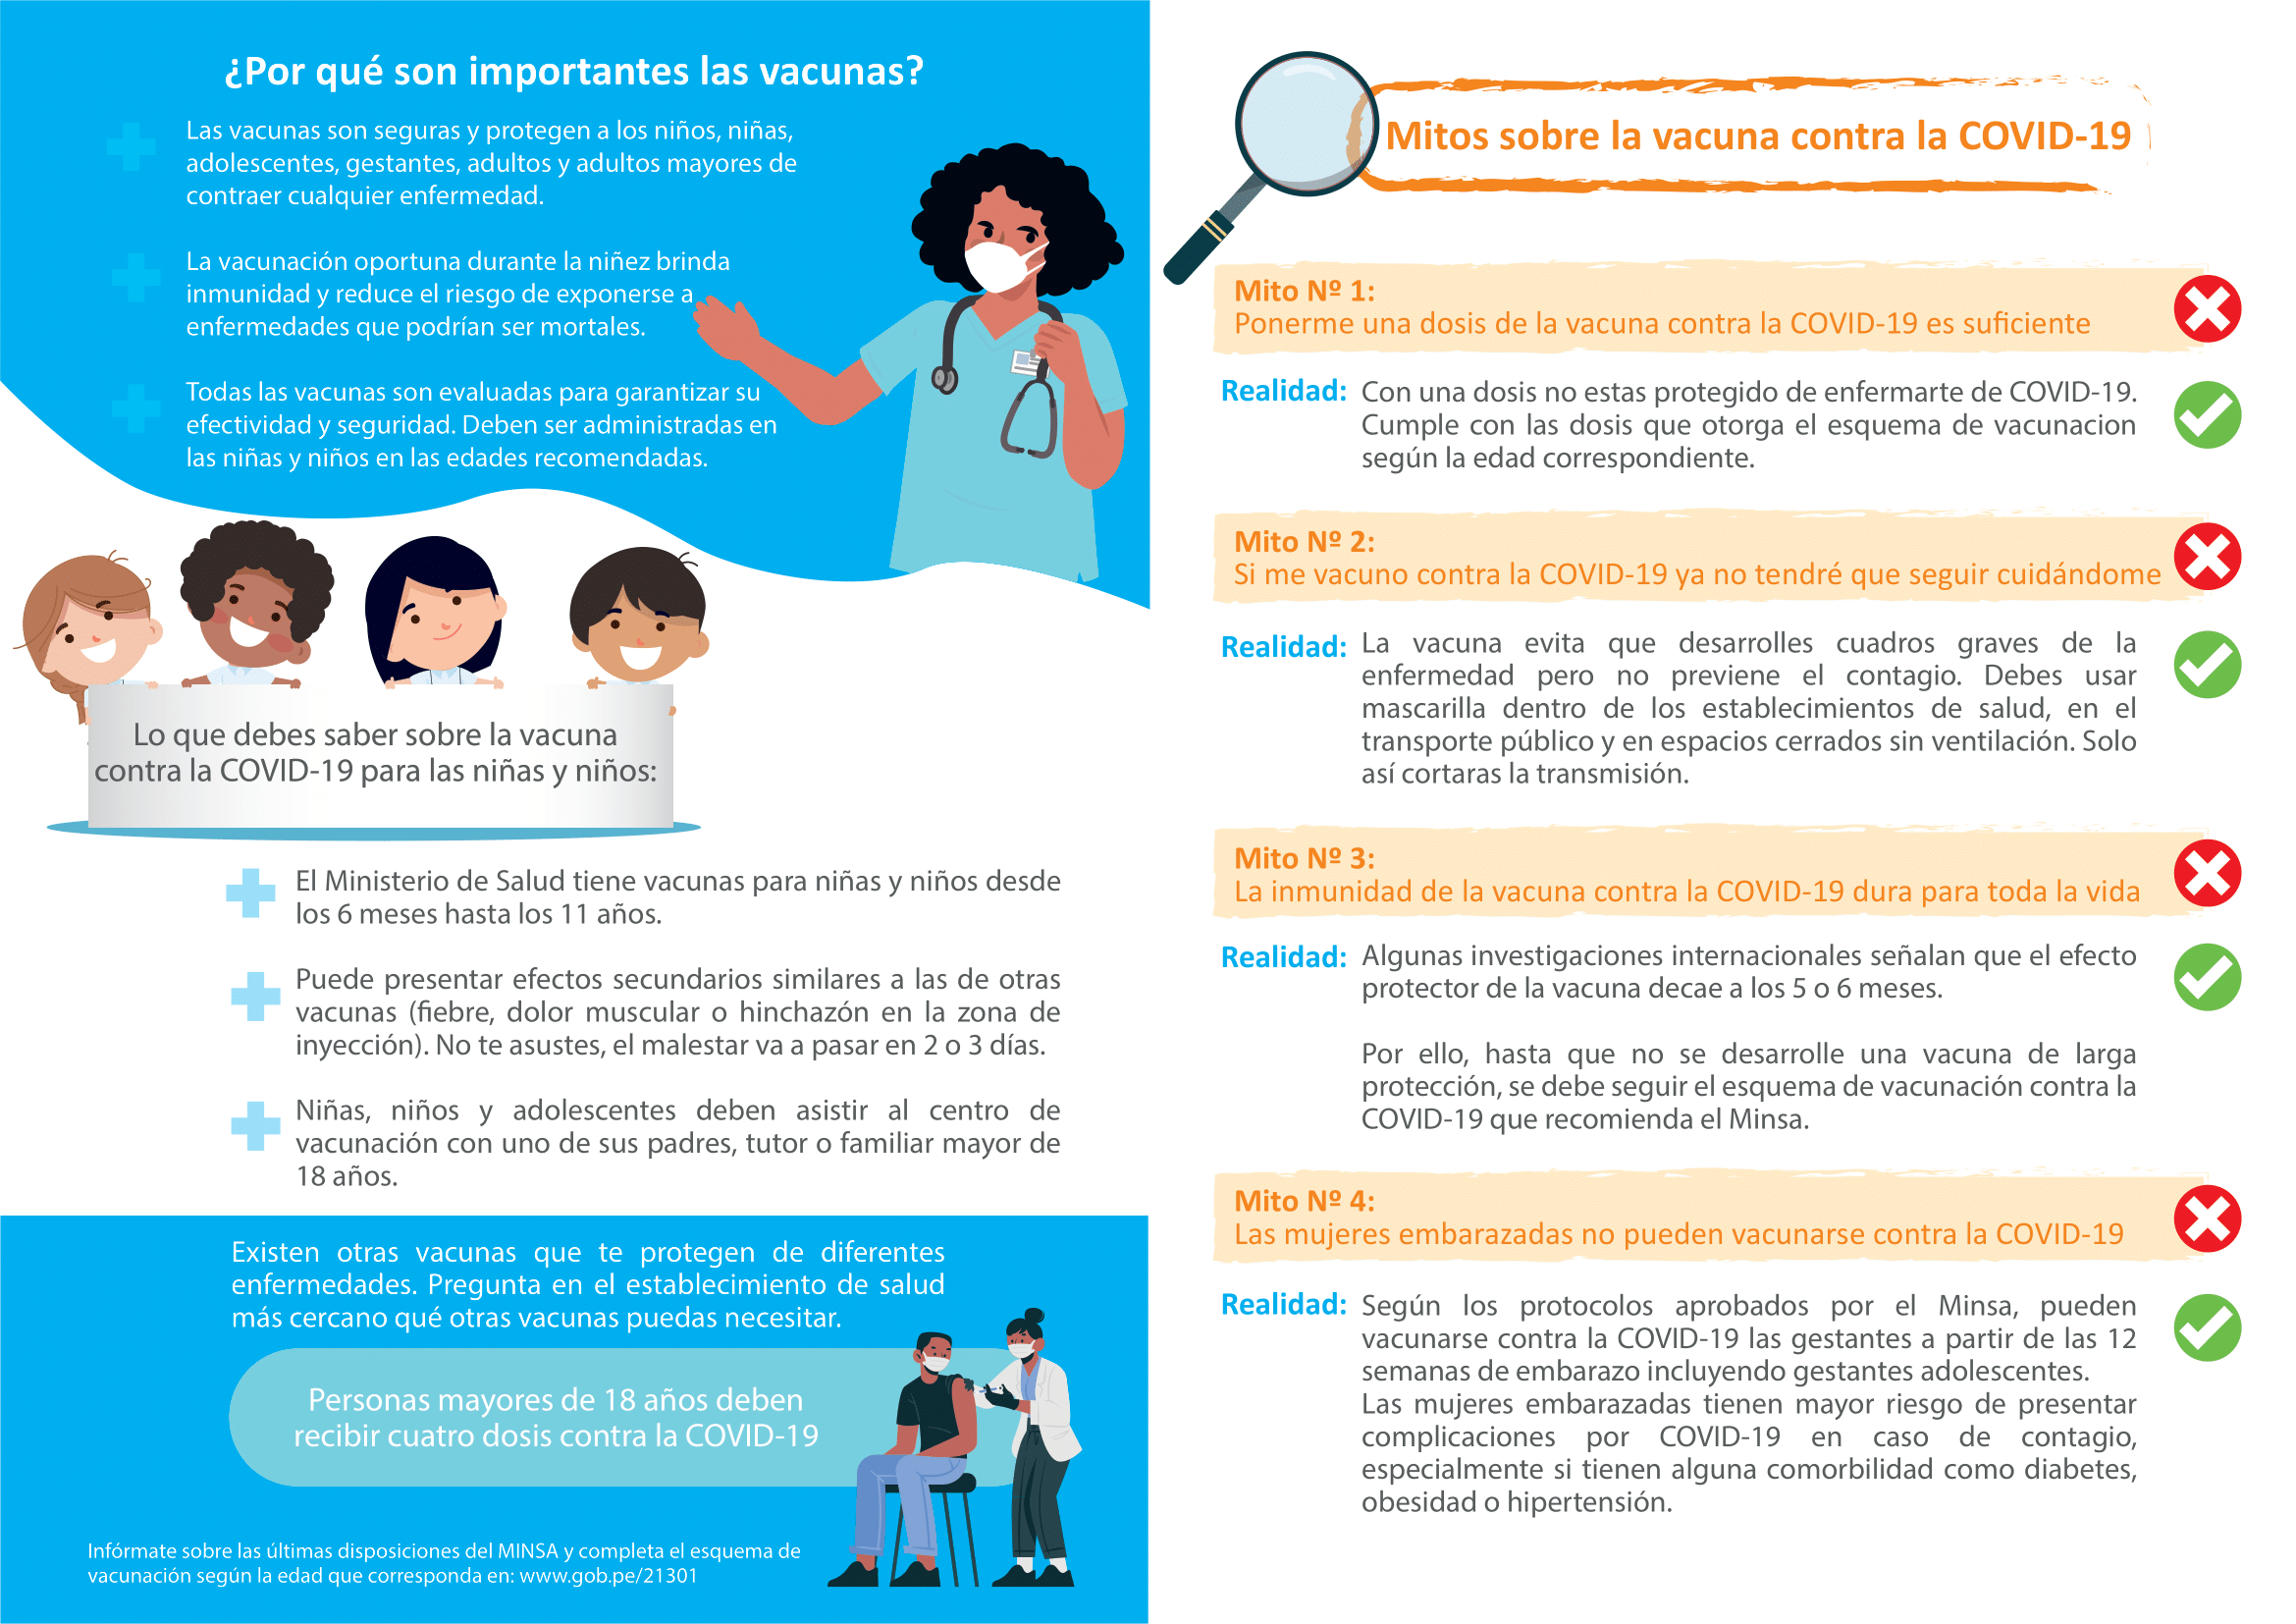 ¿Por qué son importantes las vacunas?
Las vacunas son seguras y protegen a los niños, niñas,
adolescentes, gestantes, adultos y adultos mayores de
contraer cualquier enfermedad.
La vacunación oportuna durante la niñez brinda
inmunidad y reduce el riesgo de exponerse a
enfermedades que podrían ser mortales.
Todas las vacunas son evaluadas para garantizar su
efectividad y seguridad. Deben ser administradas en
las niñas y niños en las edades recomendadas.
Lo que debes saber sobre la vacuna
contra la COVID-19 para las niñas y niños:
El Ministerio de Salud tiene vacunas para niñas y niños desde
los 6 meses hasta los 11 años.
Puede presentar efectos secundarios similares a las de otras
vacunas (fiebre, dolor muscular o hinchazón en la zona de
inyección). No te asustes, el malestar va a pasar en 2 o 3 días.
Niñas, niños y adolescentes deben asistir al centro de
vacunación con uno de sus padres, tutor o familiar mayor de
18 años.
Existen otras vacunas que te protegen de diferentes
enfermedades. Pregunta en el establecimiento de salud
más cercano qué otras vacunas puedas necesitar.
Personas mayores de 18 años deben
recibir cuatro dosis contra la COVID-19
Infórmate sobre las últimas disposiciones del MINSA y completa el esquema de
vacunación según la edad que corresponda en: www.gob.pe/21301
Mitos sobre la vacuna contra la COVID-19
Mito Nº 1:
Ponerme una dosis de la vacuna contra la COVID-19 es suficiente
Realidad: Con una dosis no estas protegido de enfermarte de COVID-19.
Cumple con las dosis que otorga el esquema de vacunacion
según la edad correspondiente.
Mito Nº 2:
Si me vacuno contra la COVID-19 ya no tendré que seguir cuidándome
Realidad: La vacuna evita que desarrolles cuadros graves de la
enfermedad pero no previene el contagio. Debes usar
mascarilla dentro de los establecimientos de salud, en el
transporte público y en espacios cerrados sin ventilación. Solo
así cortaras la transmisión.
Mito Nº 3:
La inmunidad de la vacuna contra la COVID-19 dura para toda la vida
Realidad: Algunas investigaciones internacionales señalan que el efecto
protector de la vacuna decae a los 5 o 6 meses.
Por ello, hasta que no se desarrolle una vacuna de larga
protección, se debe seguir el esquema de vacunación contra la
COVID-19 que recomienda el Minsa.
Mito Nº 4:
Las mujeres embarazadas no pueden vacunarse contra la COVID-19
Realidad: Según los protocolos aprobados por el Minsa, pueden
vacunarse contra la COVID-19 las gestantes a partir de las 12
semanas de embarazo incluyendo gestantes adolescentes.
Las mujeres embarazadas tienen mayor riesgo de presentar
complicaciones por COVID-19 en caso de contagio,
especialmente si tienen alguna comorbilidad como diabetes,
obesidad o hipertensión.